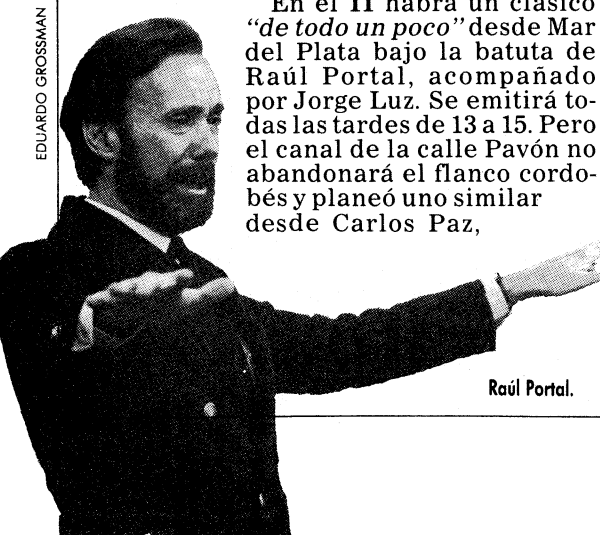 EDUARDO GROSSMAN
En el 11 habrá un clásico
"de todo un poco" desde Mar
del Plata bajo la batuta de
Raúl Portal, acompañado
por Jorge Luz. Se emitirá to-
das las tardes de 13 a 15. Pero
el canal de la calle Pavón no
abandonará el flanco cordo-
bés y planeó uno similar
desde Carlos Paz,
Raúl Portal.